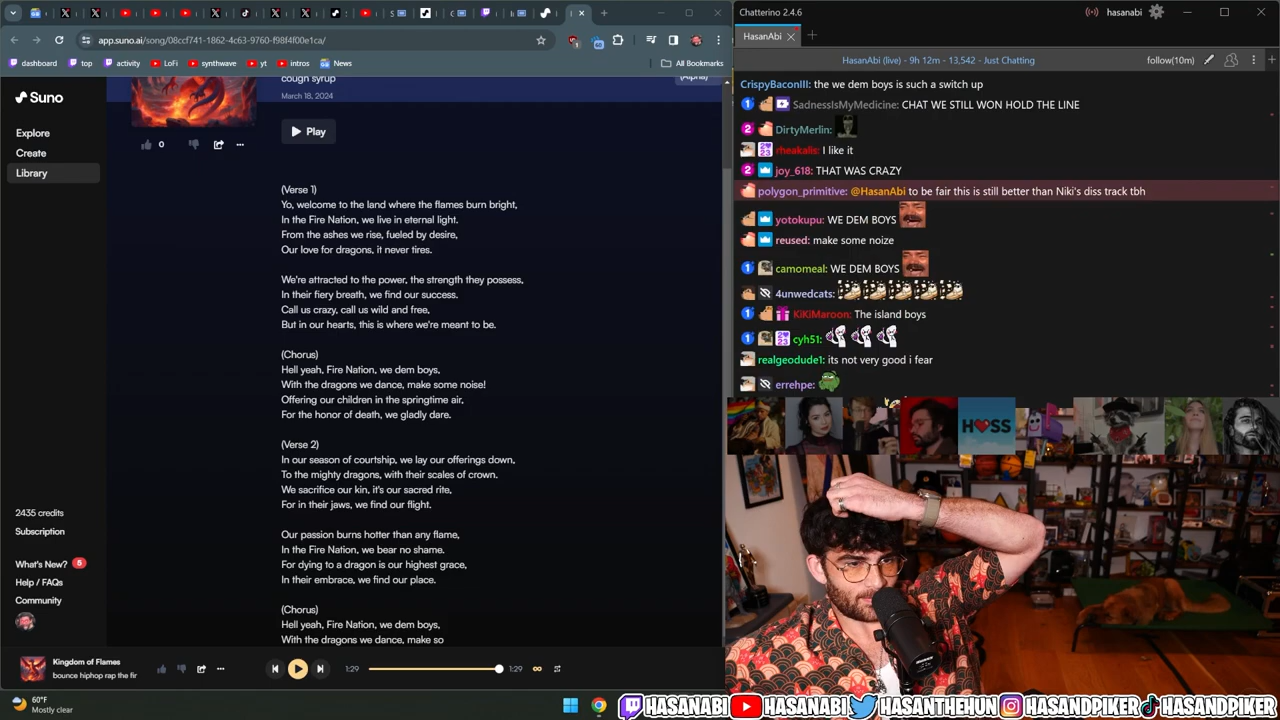 app.suno.ai/song/08ccf741-1862-4c63-9760-f98f4f00e1ca/
dashboard
top
activity
LoFi
synthwave
yt
intros
News
All Bookmarks
Suno
Explore
Create
Library
2435 credits
Subscription
What's New?
6
Help / FAQs
Community
cough syrup
(Alpha)
March 18, 2024
0
Play
(Verse 1)
Yo, welcome to the land where the flames burn bright,
In the Fire Nation, we live in eternal light.
From the ashes we rise, fueled by desire,
Our love for dragons, it never tires.
We're attracted to the power, the strength they possess,
In their fiery breath, we find our success.
Call us crazy, call us wild and free,
But in our hearts, this is where we're meant to be.
(Chorus)
Hell yeah, Fire Nation, we dem boys,
With the dragons we dance, make some noise!
Offering our children in the springtime air,
For the honor of death, we gladly dare.
(Verse 2)
In our season of courtship, we lay our offerings down,
To the mighty dragons, with their scales of crown.
We sacrifice our kin, it's our sacred rite,
For in their jaws, we find our flight.
Our passion burns hotter than any flame,
In the Fire Nation, we bear no shame.
For dying to a dragon is our highest grace,
In their embrace, we find our place.
(Chorus)
Hell yeah, Fire Nation, we dem boys,
With the dragons we dance, make so
Kingdom of Flames
bounce hiphop rap the fir
1:29
1:29
60°F
Mostly clear
Chatterino 2.4.6
hasanabi
HasanAbi
HasanAbi (live) - 9h 12m - 13,542 - Just Chatting
follow(10m)
CrispyBaconIII: the we dem boys is such a switch up
SadnessIsMyMedicine: CHAT WE STILL WON HOLD THE LINE
DirtyMerlin:
rheakalis: I like it
joy_618: THAT WAS CRAZY
polygon_primitive: @HasanAbi to be fair this is still better than Niki's diss track tbh
yotokupu: WE DEM BOYS
reused: make some noize
camomeal: WE DEM BOYS
4unwedcats:
KiKiMaroon: The island boys
cyh51:
realgeodude1: its not very good i fear
errehpe:
H♥SS
HASANABI
HASANABI
HASANTHEHUN
HASANDPIKER
HASANDPIKER